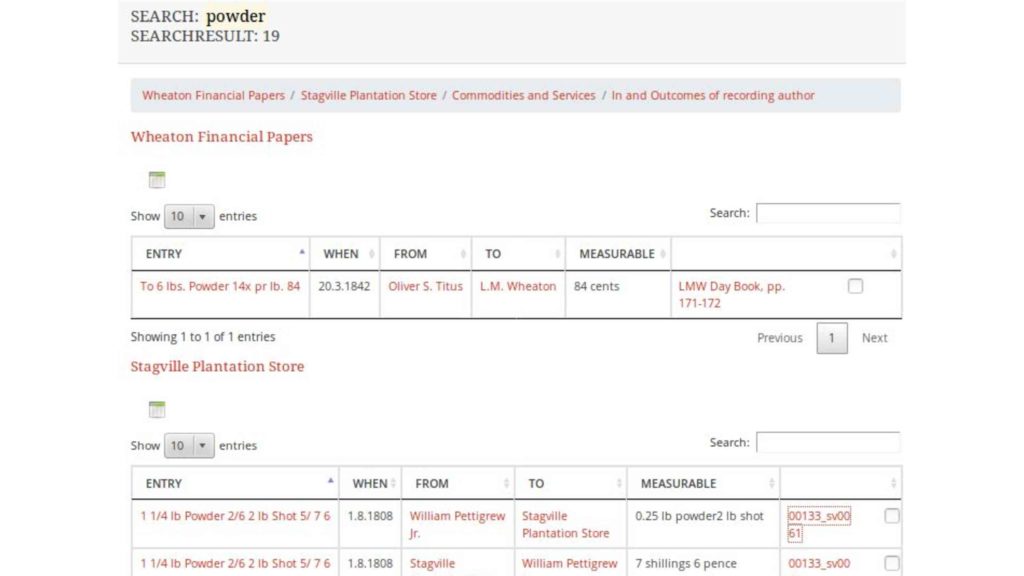 SEARCH: powder
SEARCHRESULT: 19
Wheaton Financial Papers / Stagville Plantation Store / Commodities and Services / In and Outcomes of recording author
Wheaton Financial Papers
Show 10 entries Search:
ENTRY WHEN FROM TO MEASURABLE
To 6 lbs. Powder 14x pr lb. 84 20.3.1842 Oliver S. Titus L.M. Wheaton 84 cents LMW Day Book, pp.
171-172
Showing 1 to 1 of 1 entries Previous 1 Next
Stagville Plantation Store
Show 10 entries Search:
ENTRY WHEN FROM TO MEASURABLE
1 1/4 lb Powder 2/6 2 lb Shot 5/ 7 6 1.8.1808 William Pettigrew Stagville 0.25 lb powder2 lb shot 00133_sv00
Jr. Plantation Store 61
1 1/4 lb Powder 2/6 2 lb Shot 5/ 7 6 1.8.1808 Stagville William Pettigrew 7 shillings 6 pence 00133_sv00